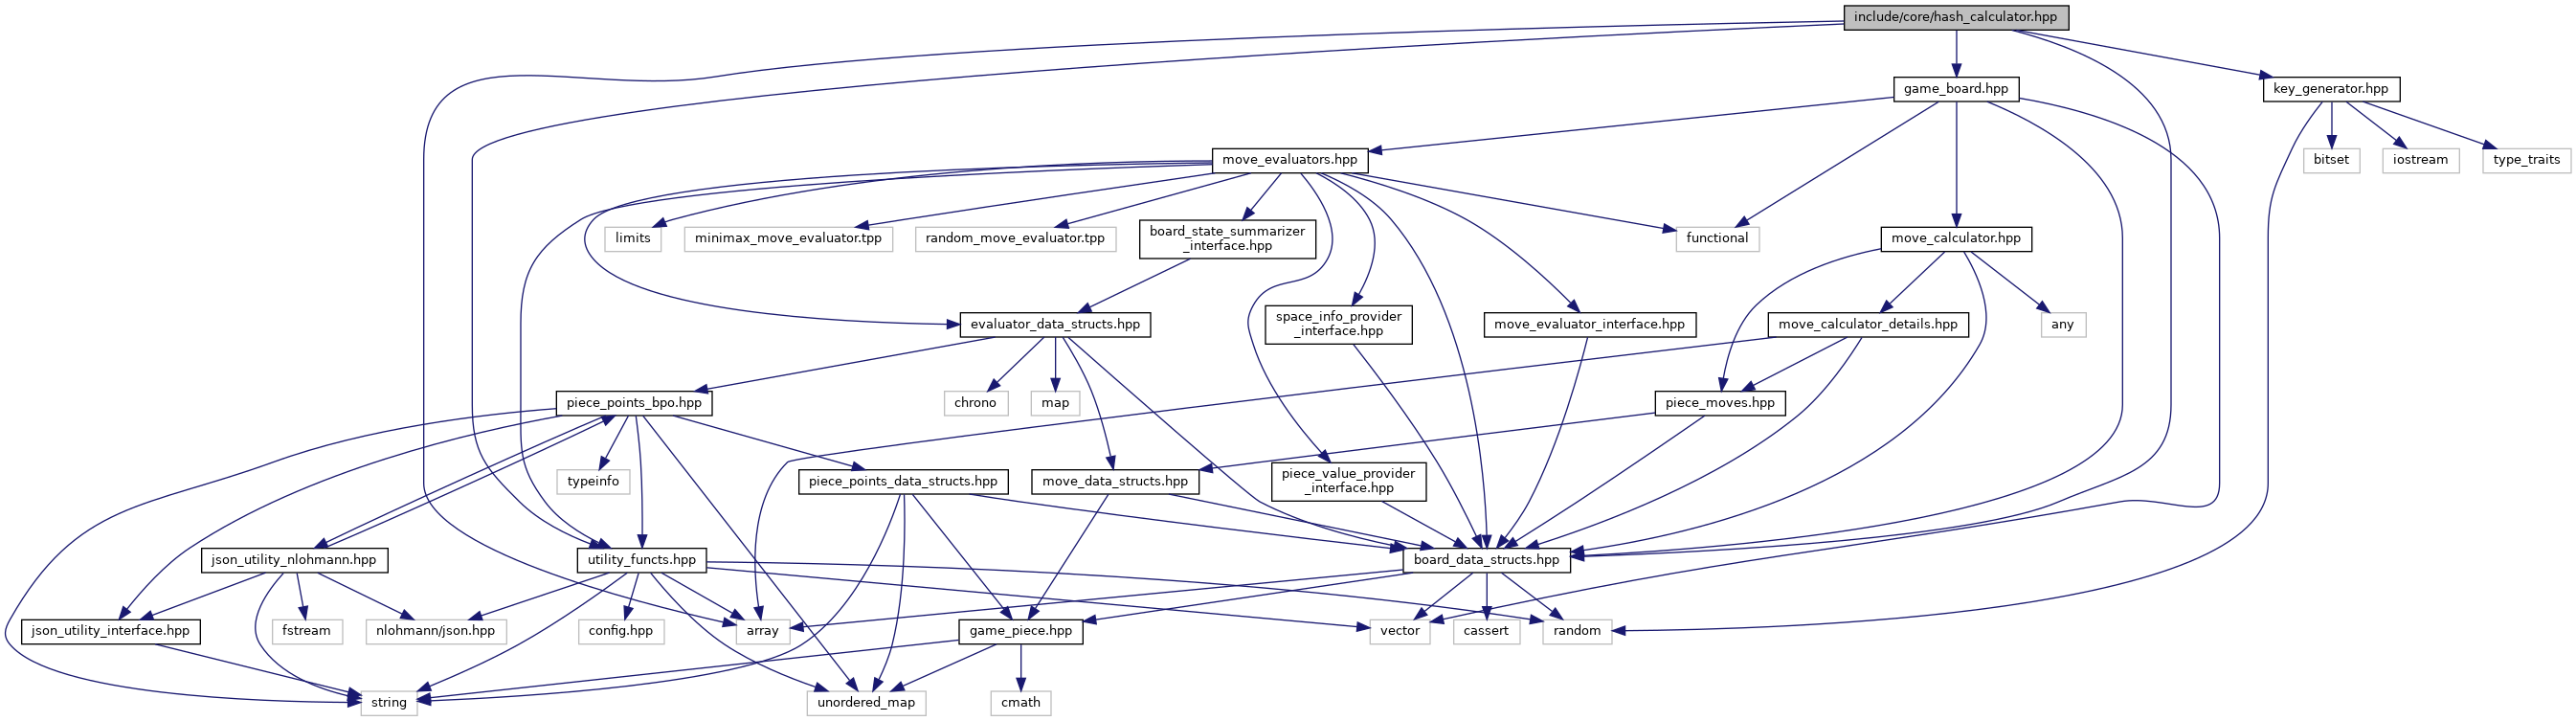 include/core/hash_calculator.hpp
game_board.hpp
key_generator.hpp
move_evaluators.hpp
bitset
iostream
type_traits
limits
minimax_move_evaluator.tpp
random_move_evaluator.tpp
board_state_summarizer
_interface.hpp
functional
move_calculator.hpp
evaluator_data_structs.hpp
space_info_provider
_interface.hpp
move_evaluator_interface.hpp
move_calculator_details.hpp
any
piece_points_bpo.hpp
chrono
map
piece_moves.hpp
typeinfo
piece_points_data_structs.hpp
move_data_structs.hpp
piece_value_provider
_interface.hpp
json_utility_nlohmann.hpp
utility_functs.hpp
board_data_structs.hpp
json_utility_interface.hpp
fstream
nlohmann/json.hpp
config.hpp
array
game_piece.hpp
vector
cassert
random
string
unordered_map
cmath